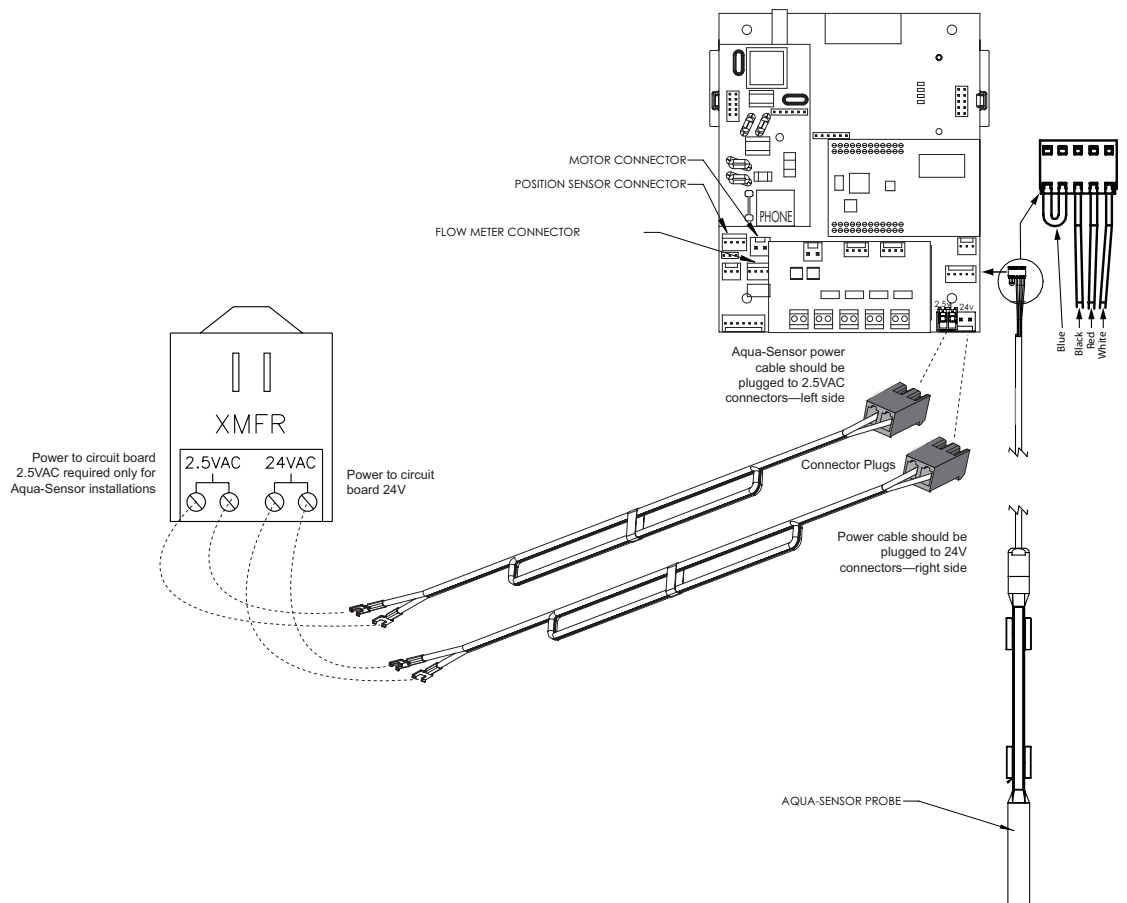 MOTOR CONNECTOR
POSITION SENSOR CONNECTOR
FLOW METER CONNECTOR
PHONE
2.5v
24v
Blue
Black
Red
White
Aqua-Sensor power
cable should be
plugged to 2.5VAC
connectors—left side
XMFR
2.5VAC
24VAC
Power to circuit board
2.5VAC required only for
Aqua-Sensor installations
Power to circuit
board 24V
Connector Plugs
Power cable should be
plugged to 24V
connectors—right side
AQUA-SENSOR PROBE